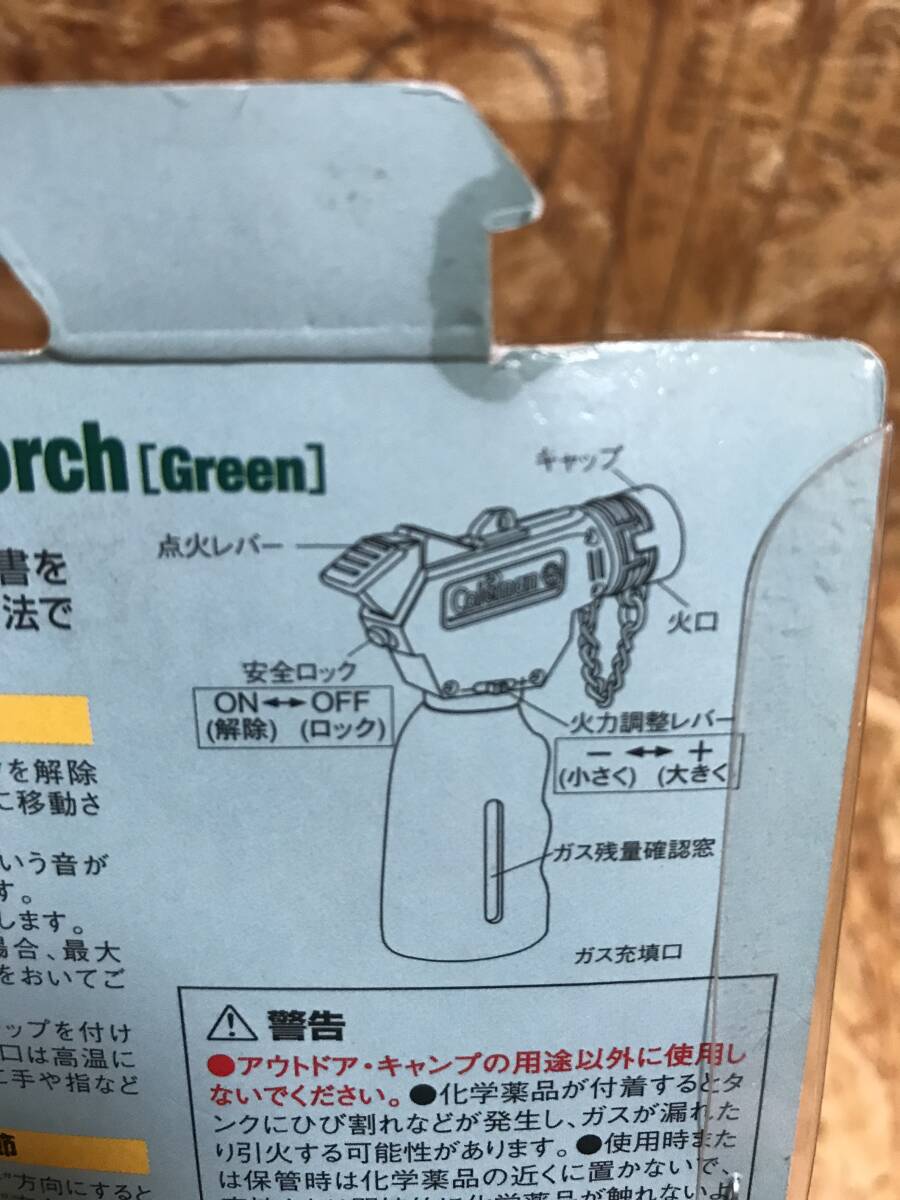 orch [Green]
キャップ
点火レバー
Coleman
火口
安全ロック
ON↔OFF
(解除) (ロック)
火力調整レバー
− ↔ +
(小さく) (大きく
ガス残量確認窓
ガス充填口
書を
法で
を解除
に移動さ
いう音が
す。
します。
場合、最大
をおいてご
ップを付け
口は高温に
手や指など
節
"方向にすると
⚠ 警告
●アウトドア・キャンプの用途以外に使用し
ないでください。●化学薬品が付着するとタ
ンクにひび割れなどが発生し、ガスが漏れた
り引火する可能性があります。●使用時また
は保管時は化学薬品の近くに置かないで、